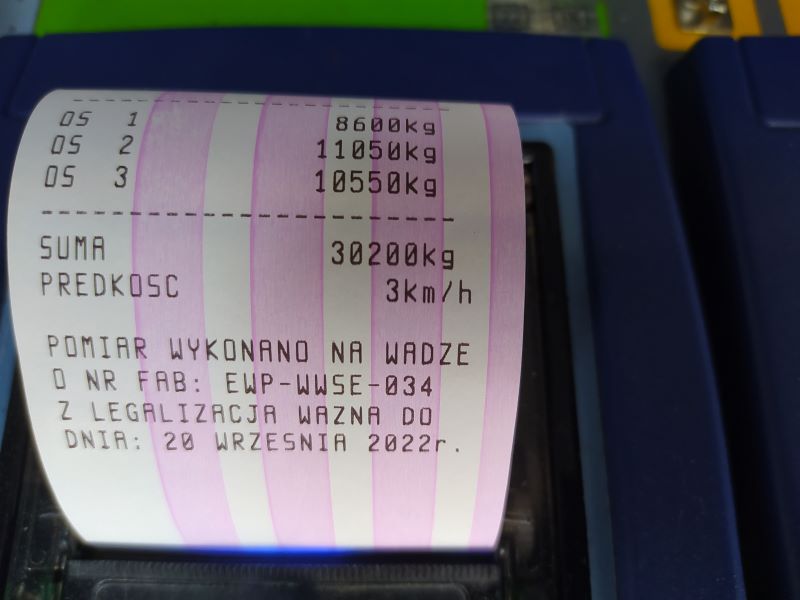 OS 1 8600kg
OS 2 11050kg
OS 3 10550kg
SUMA 30200kg
PREDKOSC 3km/h
POMIAR WYKONANO NA WADZE
O NR FAB: EWP-WWSE-034
Z LEGALIZACJA WAZNA DO
DNIA: 20 WRZESNIA 2022r.